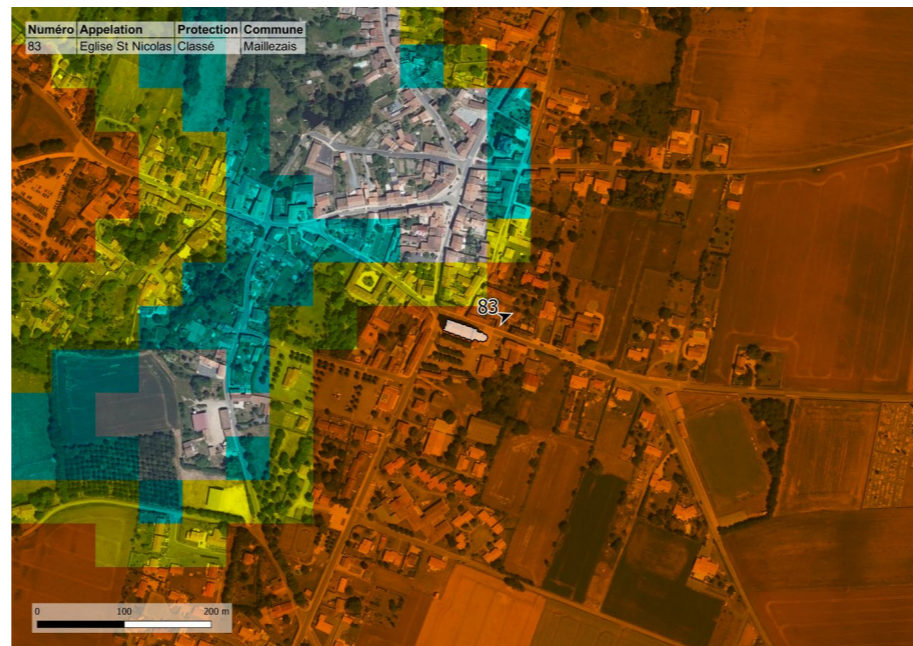 Numéro Appelation Protection Commune
83 Eglise St Nicolas Classé Maillezais
83
0 100 200 m